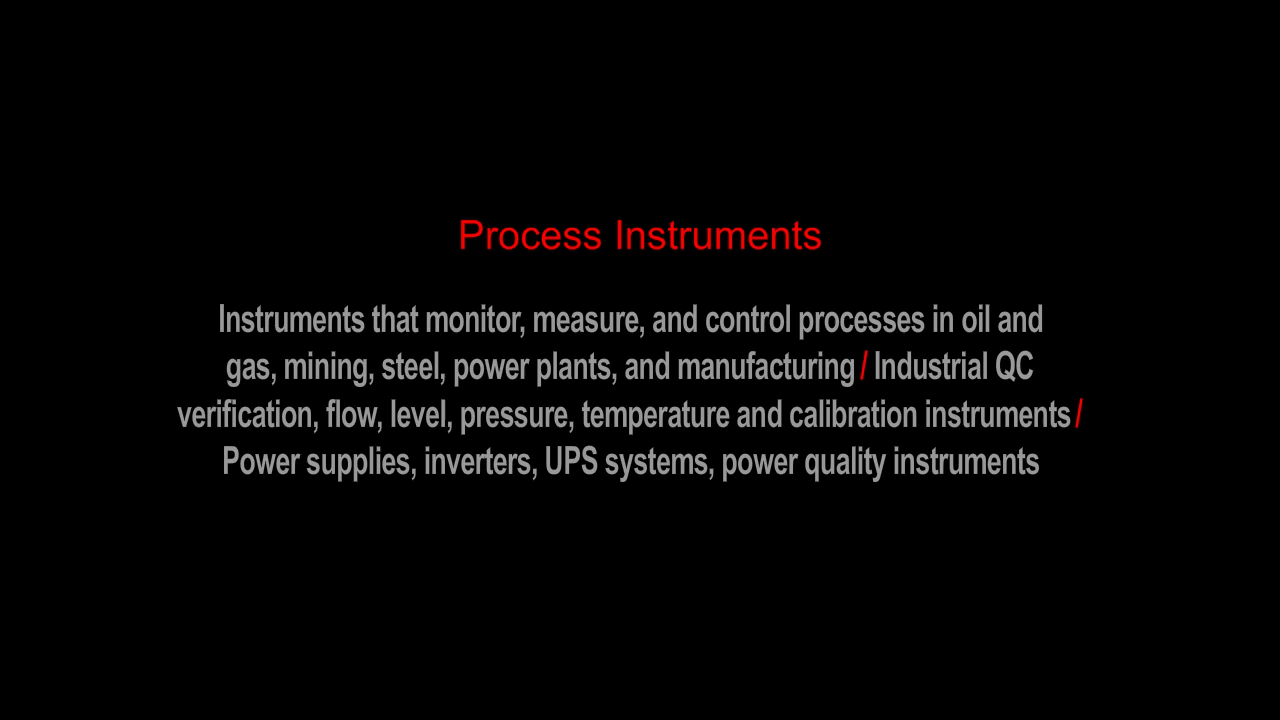 Process Instruments
Instruments that monitor, measure, and control processes in oil and
gas, mining, steel, power plants, and manufacturing / Industrial QC
verification, flow, level, pressure, temperature and calibration instruments /
Power supplies, inverters, UPS systems, power quality instruments